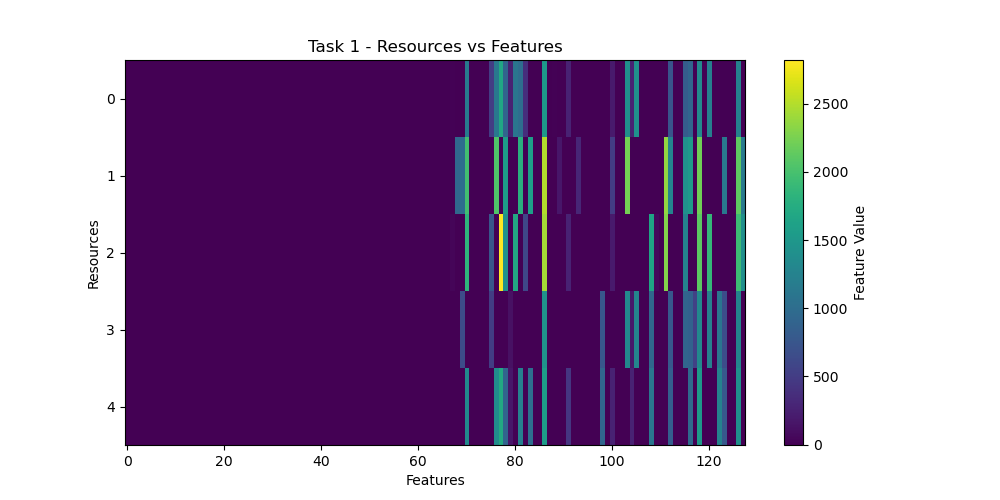 Task 1 - Resources vs Features
Resources
0
1
2
3
4
0 20 40 60 80 100 120
Features
2500
2000
1500
1000
500
0
Feature Value